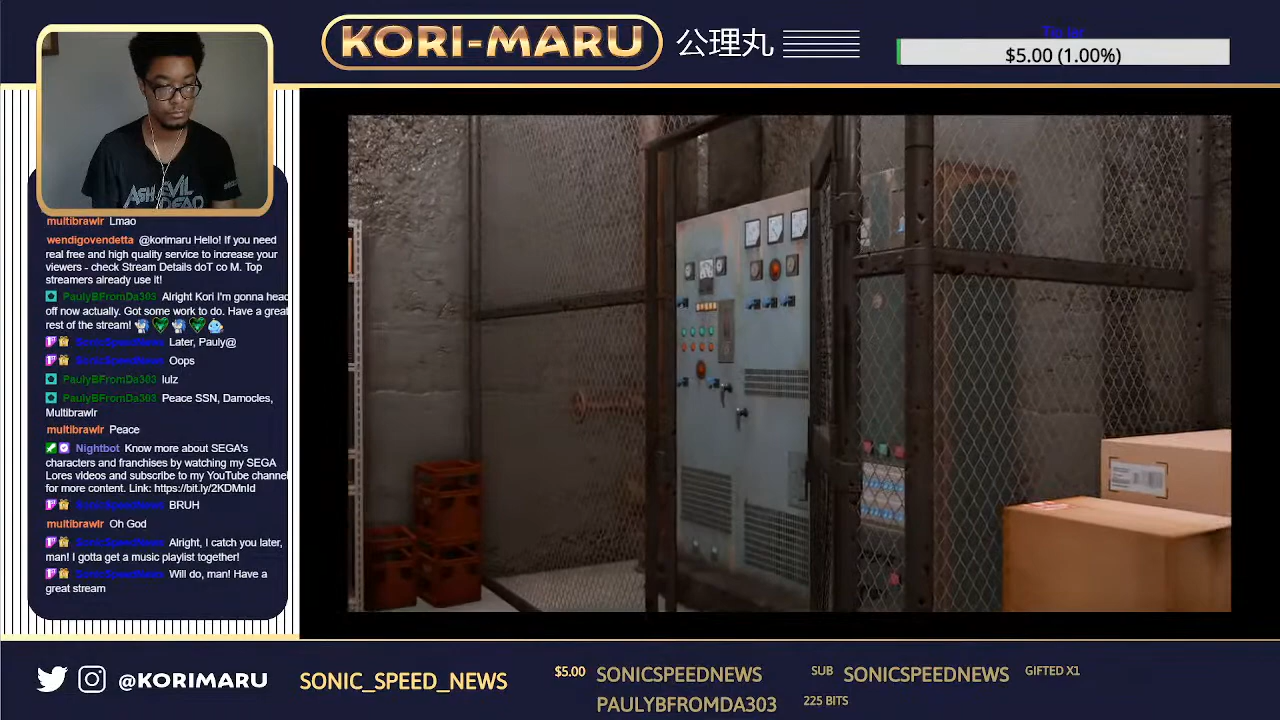 KORI-MARU 公理丸
Tip jar
$5.00 (1.00%)
multibrawlr Lmao
wendigovendetta @korimaru Hello! If you need
real free and high quality service to increase your
viewers - check Stream Details doT co M. Top
streamers already use it!
PaulyBFromDa303 Alright Kori I'm gonna head
off now actually. Got some work to do. Have a great
rest of the stream!
SonicSpeedNews Later, Pauly@
SonicSpeedNews Oops
PaulyBFromDa303 lulz
PaulyBFromDa303 Peace SSN, Damocles,
Multibrawlr
multibrawlr Peace
Nightbot Know more about SEGA's
characters and franchises by watching my SEGA
Lores videos and subscribe to my YouTube channel
for more content. Link: https://bit.ly/2KDMnId
SonicSpeedNews BRUH
multibrawlr Oh God
SonicSpeedNews Alright, I catch you later,
man! I gotta get a music playlist together!
SonicSpeedNews Will do, man! Have a
great stream
@KORIMARU
SONIC_SPEED_NEWS
$5.00 SONICSPEEDNEWS
SUB SONICSPEEDNEWS GIFTED X1
PAULYBFROMDA303 225 BITS